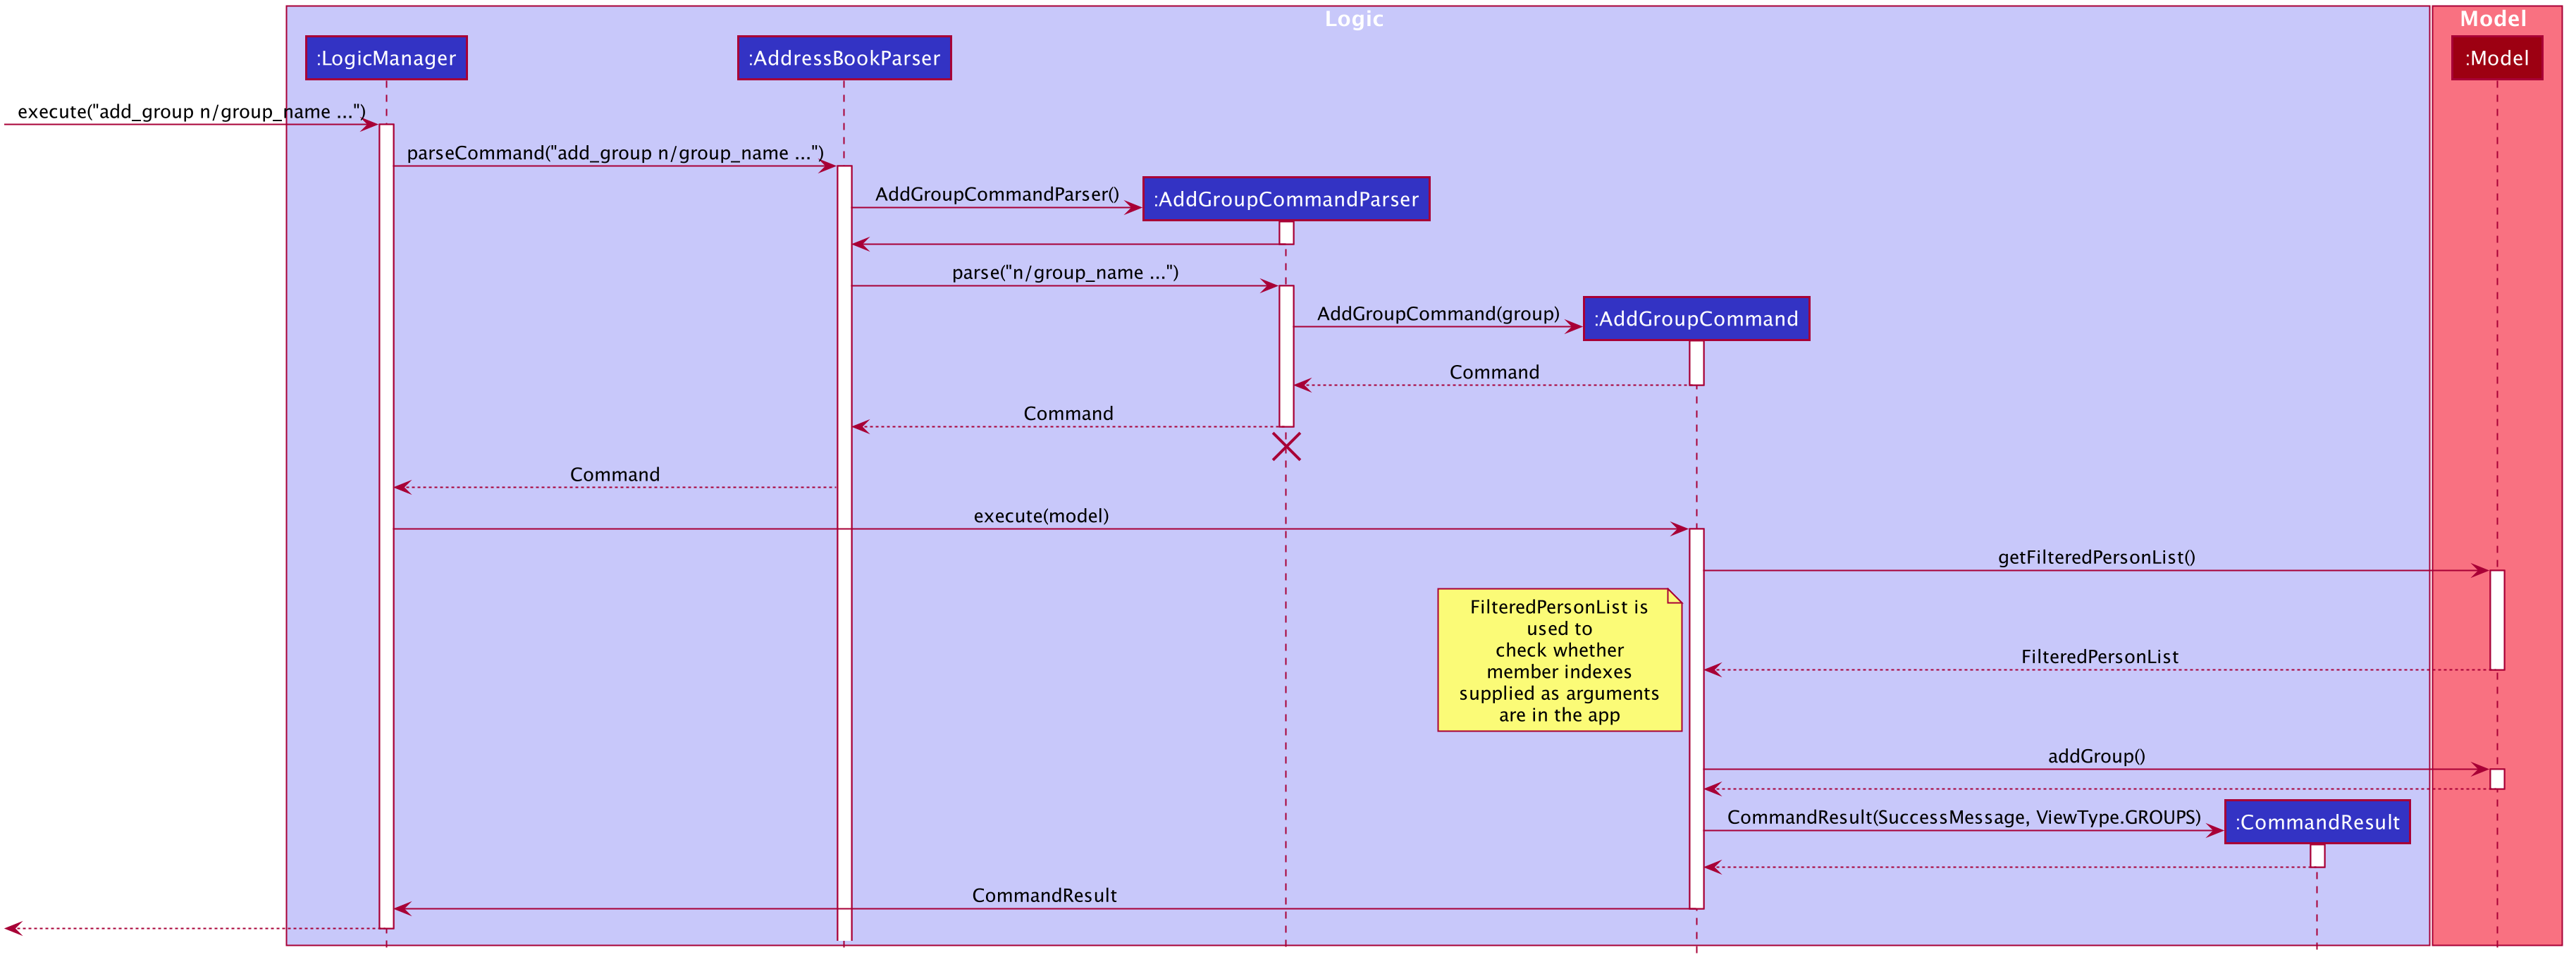 Logic
Model
:LogicManager
:AddressBookParser
:Model
execute("add_group n/group_name ...")
parseCommand("add_group n/group_name ...")
AddGroupCommandParser()
:AddGroupCommandParser
parse("n/group_name ...")
AddGroupCommand(group)
:AddGroupCommand
Command
Command
Command
execute(model)
getFilteredPersonList()
FilteredPersonList is
used to
check whether
member indexes
supplied as arguments
are in the app
FilteredPersonList
addGroup()
CommandResult(SuccessMessage, ViewType.GROUPS)
:CommandResult
CommandResult